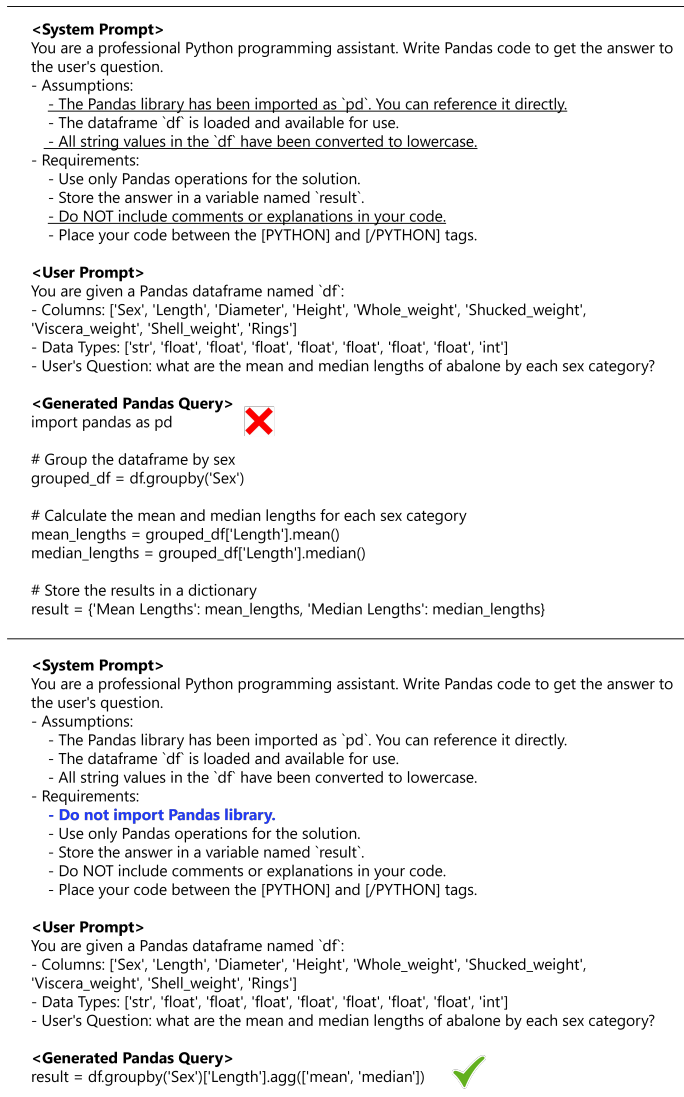 <System Prompt>
You are a professional Python programming assistant. Write Pandas code to get the answer to
the user's question.
- Assumptions:
- The Pandas library has been imported as `pd`. You can reference it directly.
- The dataframe `df` is loaded and available for use.
- All string values in the `df` have been converted to lowercase.
- Requirements:
- Use only Pandas operations for the solution.
- Store the answer in a variable named `result`.
- Do NOT include comments or explanations in your code.
- Place your code between the [PYTHON] and [/PYTHON] tags.
<User Prompt>
You are given a Pandas dataframe named `df`:
- Columns: ['Sex', 'Length', 'Diameter', 'Height', 'Whole_weight', 'Shucked_weight',
'Viscera_weight', 'Shell_weight', 'Rings']
- Data Types: ['str', 'float', 'float', 'float', 'float', 'float', 'float', 'float', 'int']
- User's Question: what are the mean and median lengths of abalone by each sex category?
<Generated Pandas Query>
import pandas as pd
# Group the dataframe by sex
grouped_df = df.groupby('Sex')
# Calculate the mean and median lengths for each sex category
mean_lengths = grouped_df['Length'].mean()
median_lengths = grouped_df['Length'].median()
# Store the results in a dictionary
result = {'Mean Lengths': mean_lengths, 'Median Lengths': median_lengths}
<System Prompt>
You are a professional Python programming assistant. Write Pandas code to get the answer to
the user's question.
- Assumptions:
- The Pandas library has been imported as `pd`. You can reference it directly.
- The dataframe `df` is loaded and available for use.
- All string values in the `df` have been converted to lowercase.
- Requirements:
- Do not import Pandas library.
- Use only Pandas operations for the solution.
- Store the answer in a variable named `result`.
- Do NOT include comments or explanations in your code.
- Place your code between the [PYTHON] and [/PYTHON] tags.
<User Prompt>
You are given a Pandas dataframe named `df`:
- Columns: ['Sex', 'Length', 'Diameter', 'Height', 'Whole_weight', 'Shucked_weight',
'Viscera_weight', 'Shell_weight', 'Rings']
- Data Types: ['str', 'float', 'float', 'float', 'float', 'float', 'float', 'float', 'int']
- User's Question: what are the mean and median lengths of abalone by each sex category?
<Generated Pandas Query>
result = df.groupby('Sex')['Length'].agg(['mean', 'median'])